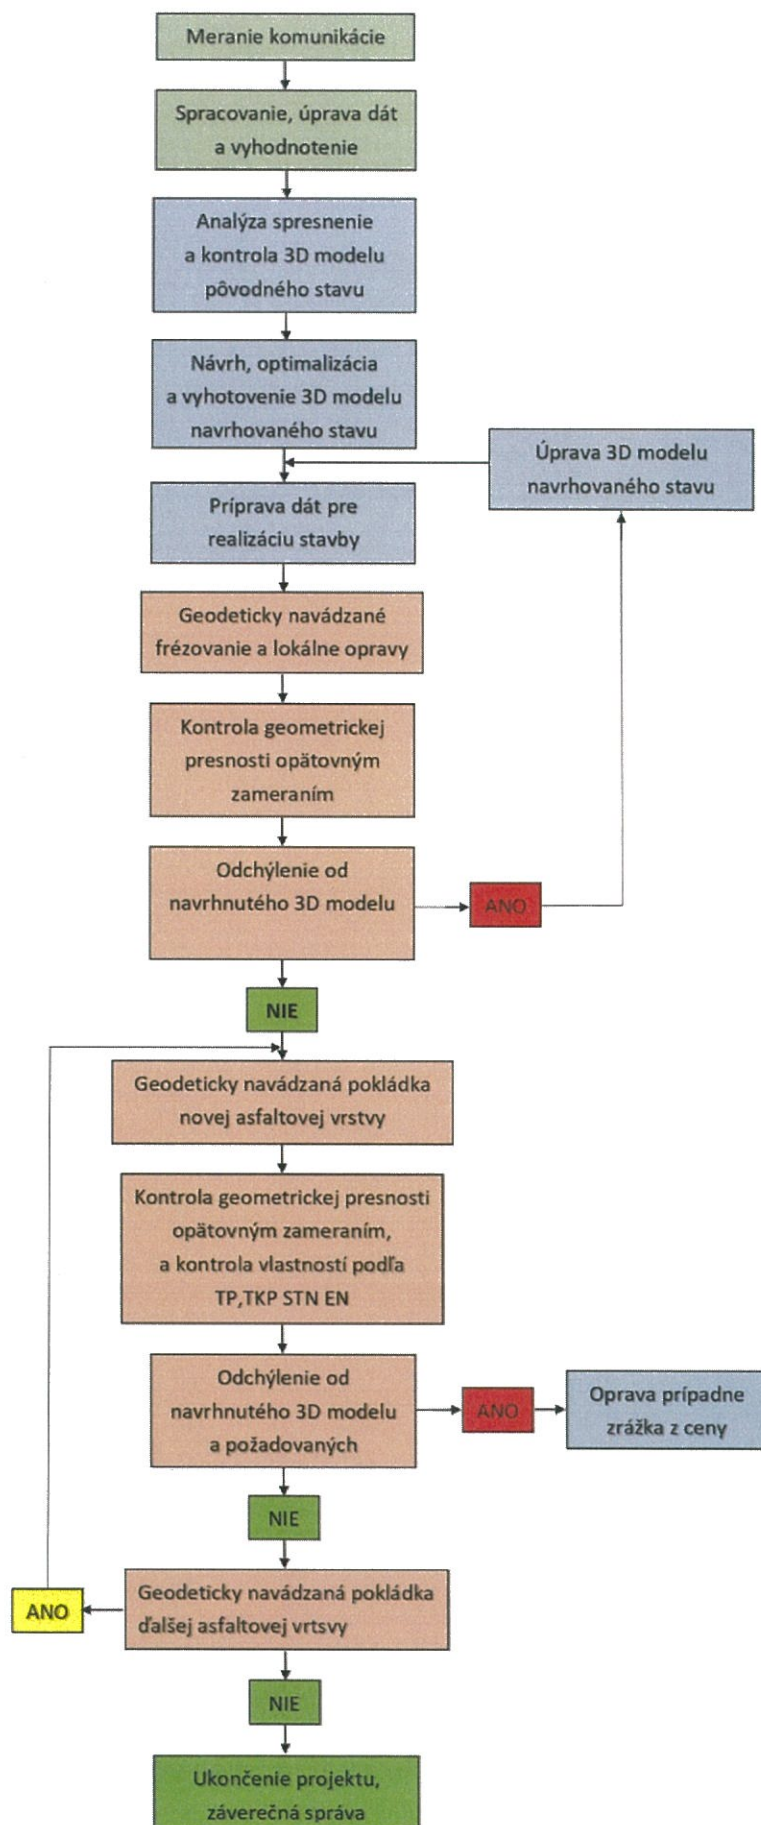 Meranie komunikácie
Spracovanie, úprava dát
a vyhodnotenie
Analýza spresnenie
a kontrola 3D modelu
pôvodného stavu
Návrh, optimalizácia
a vyhotovenie 3D modelu
navrhovaného stavu
Úprava 3D modelu
navrhovaného stavu
Príprava dát pre
realizáciu stavby
Geodeticky navádzané
frézovanie a lokálne opravy
Kontrola geometrickej
presnosti opätovným
zameraním
Odchýlenie od
navrhnutého 3D modelu
ANO
NIE
Geodeticky navádzaná pokládka
novej asfaltovej vrstvy
Kontrola geometrickej presnosti
opätovným zameraním,
a kontrola vlastností podľa
TP,TKP STN EN
Odchýlenie od
navrhnutého 3D modelu
a požadovaných
ANO
Oprava prípadne
zrážka z ceny
NIE
Geodeticky navádzaná pokládka
ďalšej asfaltovej vrtsvy
ANO
NIE
Ukončenie projektu,
záverečná správa